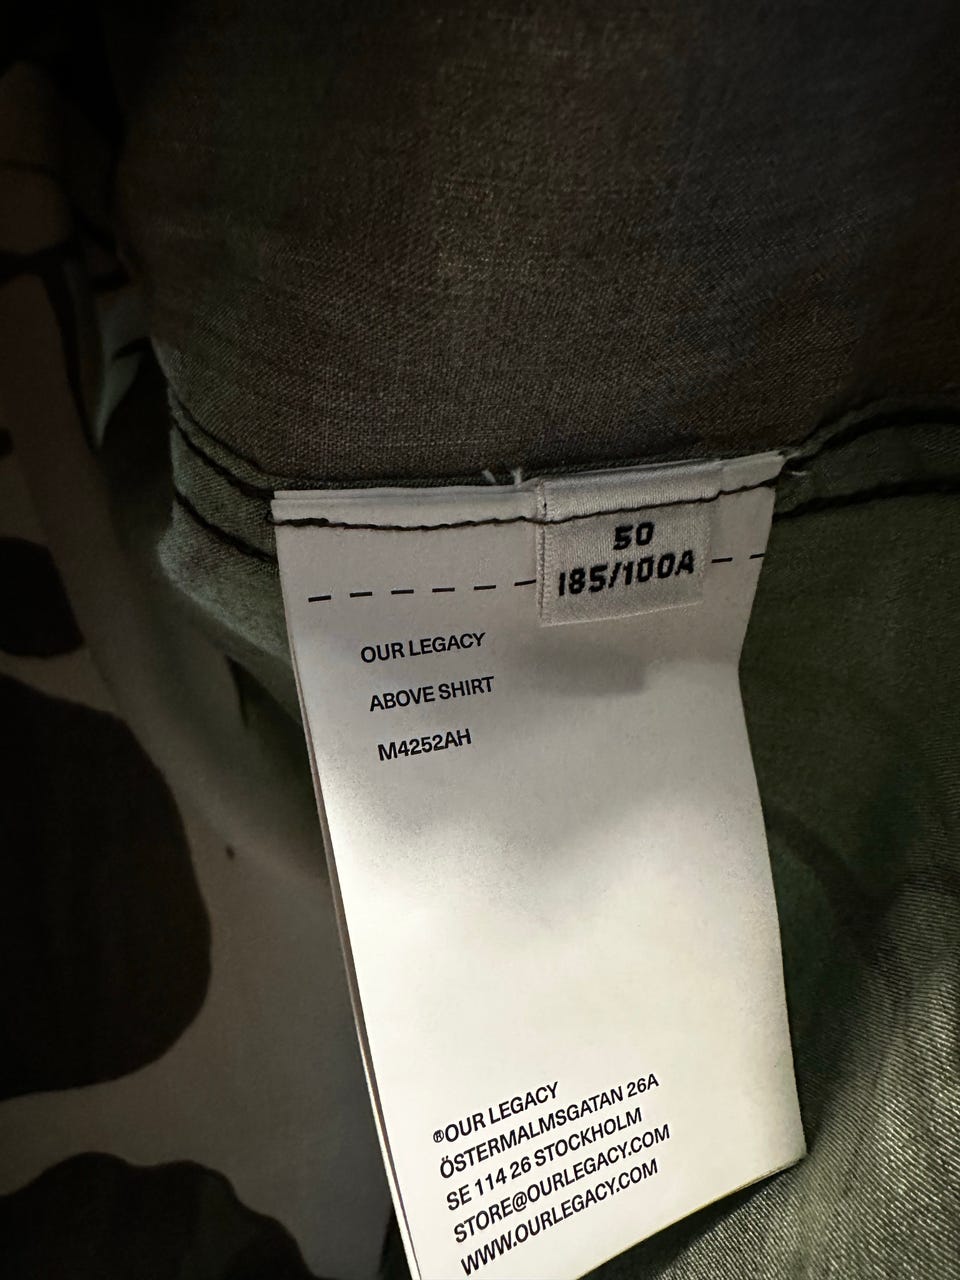 50
185/100A
OUR LEGACY
ABOVE SHIRT
M4252AH
®OUR LEGACY
ÖSTERMALMSGATAN 26A
SE 114 26 STOCKHOLM
STORE@OURLEGACY.COM
WWW.OURLEGACY.COM